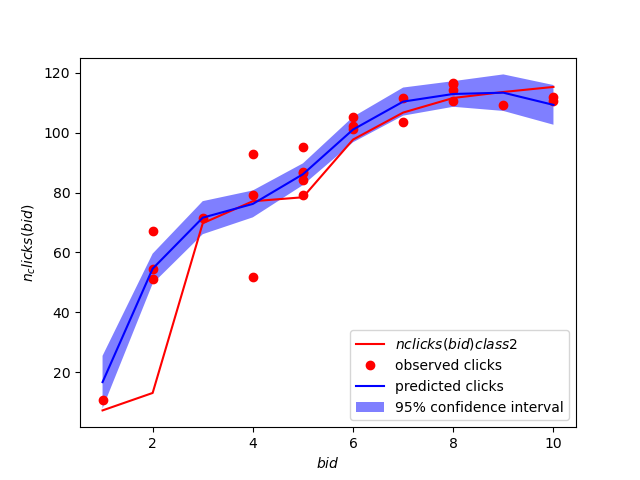 120
100
80
60
40
20
n_clicks(bid)
nclicks(bid)class2
observed clicks
predicted clicks
95% confidence interval
2 4 6 8 10
bid